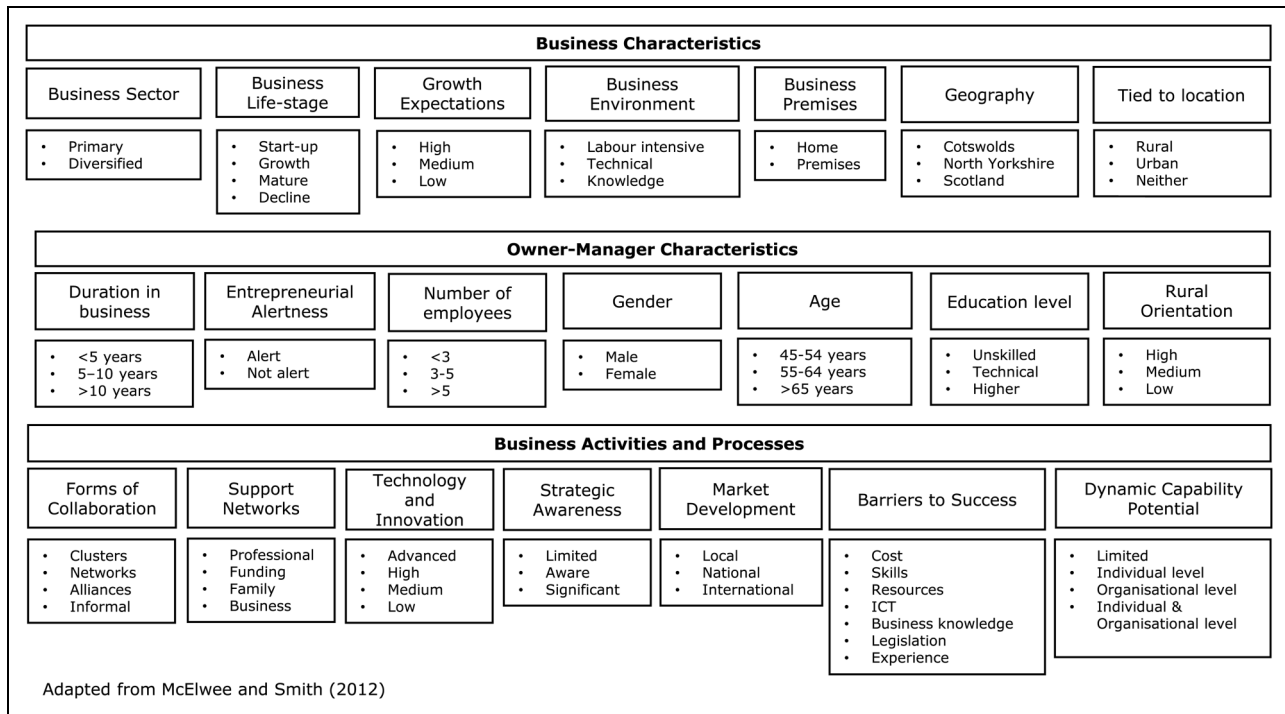 Business Characteristics
Business Sector
• Primary
• Diversified
Business
Life-stage
• Start-up
• Growth
• Mature
• Decline
Growth
Expectations
• High
• Medium
• Low
Business
Environment
• Labour intensive
• Technical
• Knowledge
Business
Premises
• Home
• Premises
Geography
• Cotswolds
• North Yorkshire
• Scotland
Tied to location
• Rural
• Urban
• Neither
Owner-Manager Characteristics
Duration in
business
• <5 years
• 5–10 years
• >10 years
Entrepreneurial
Alertness
• Alert
• Not alert
Number of
employees
• <3
• 3-5
• >5
Gender
• Male
• Female
Age
• 45-54 years
• 55-64 years
• >65 years
Education level
• Unskilled
• Technical
• Higher
Rural
Orientation
• High
• Medium
• Low
Business Activities and Processes
Forms of
Collaboration
• Clusters
• Networks
• Alliances
• Informal
Support
Networks
• Professional
• Funding
• Family
• Business
Technology
and
Innovation
• Advanced
• High
• Medium
• Low
Strategic
Awareness
• Limited
• Aware
• Significant
Market
Development
• Local
• National
• International
Barriers to Success
• Cost
• Skills
• Resources
• ICT
• Business knowledge
• Legislation
• Experience
Dynamic Capability
Potential
• Limited
• Individual level
• Organisational level
• Individual &
Organisational level
Adapted from McElwee and Smith (2012)